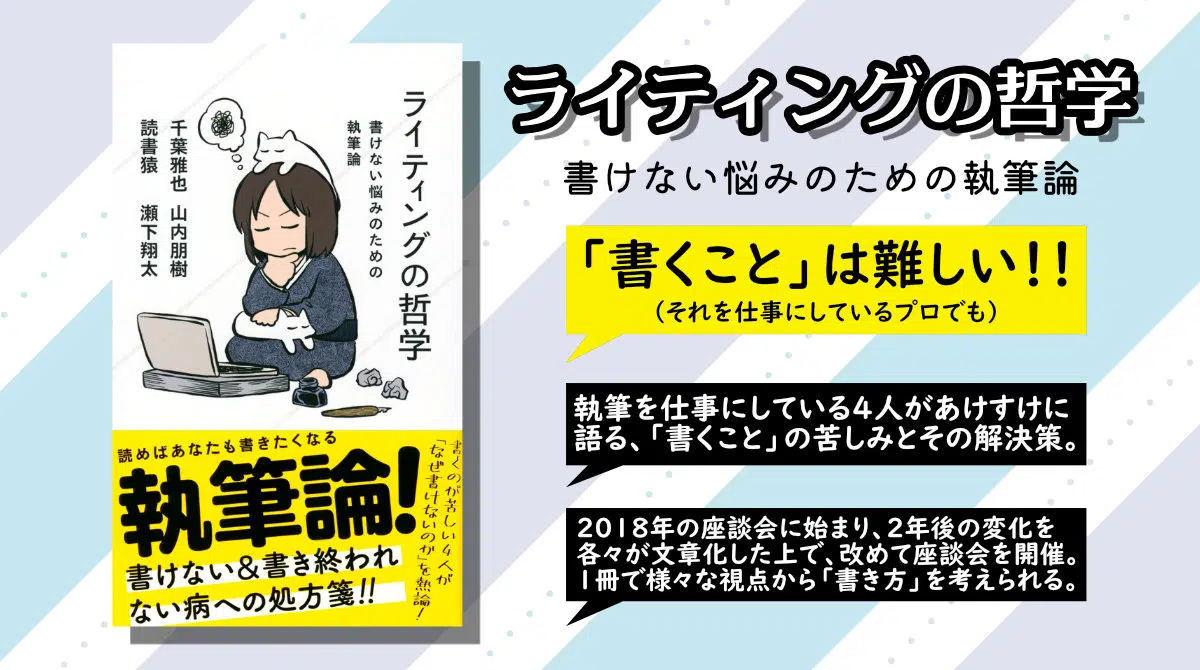 ライティングの哲学
書けない悩みのための
執筆論
千葉雅也 山内朋樹
読書猿 瀬下翔太
読めばあなたも書きたくなる
執筆論!
書けない&書き終われ
ない病への処方箋!!
書くのが苦しい4人が
「なぜ書けないのか」を熱論!
ライティングの哲学
書けない悩みのための執筆論
「書くこと」は難しい!!
(それを仕事にしているプロでも)
執筆を仕事にしている4人があけすけに
語る、「書くこと」の苦しみとその解決策。
2018年の座談会に始まり、2年後の変化を
各々が文章化した上で、改めて座談会を開催。
1冊で様々な視点から「書き方」を考えられる。